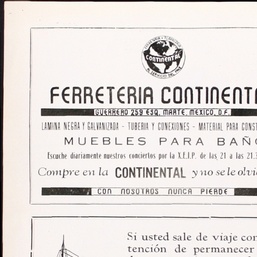 CONTINENTAL
FERRETERIA CONTINENTA
GUERRERO 259 ESQ. MARTE. MEXICO, D.F.
LAMINA NEGRA Y GALVANIZADA - TUBERIA Y CONEXIONES - MATERIAL PARA CONST
MUEBLES PARA BAÑ
Escuche diariamente nuestros conciertos por la X.E.I.P. de las 21 a las 21.3
Compre en la CONTINENTAL y no se le olvi
CON NOSOTROS NUNCA PIERDE
Si usted sale de viaje con
tención de permanecer